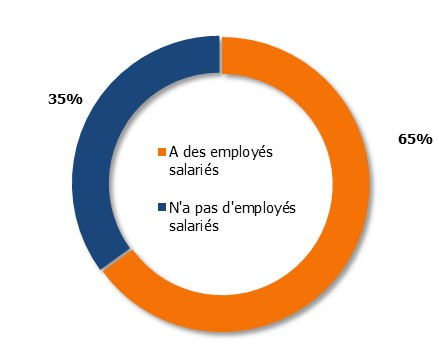 35%
65%
A des employés
salariés
N'a pas d'employés
salariés